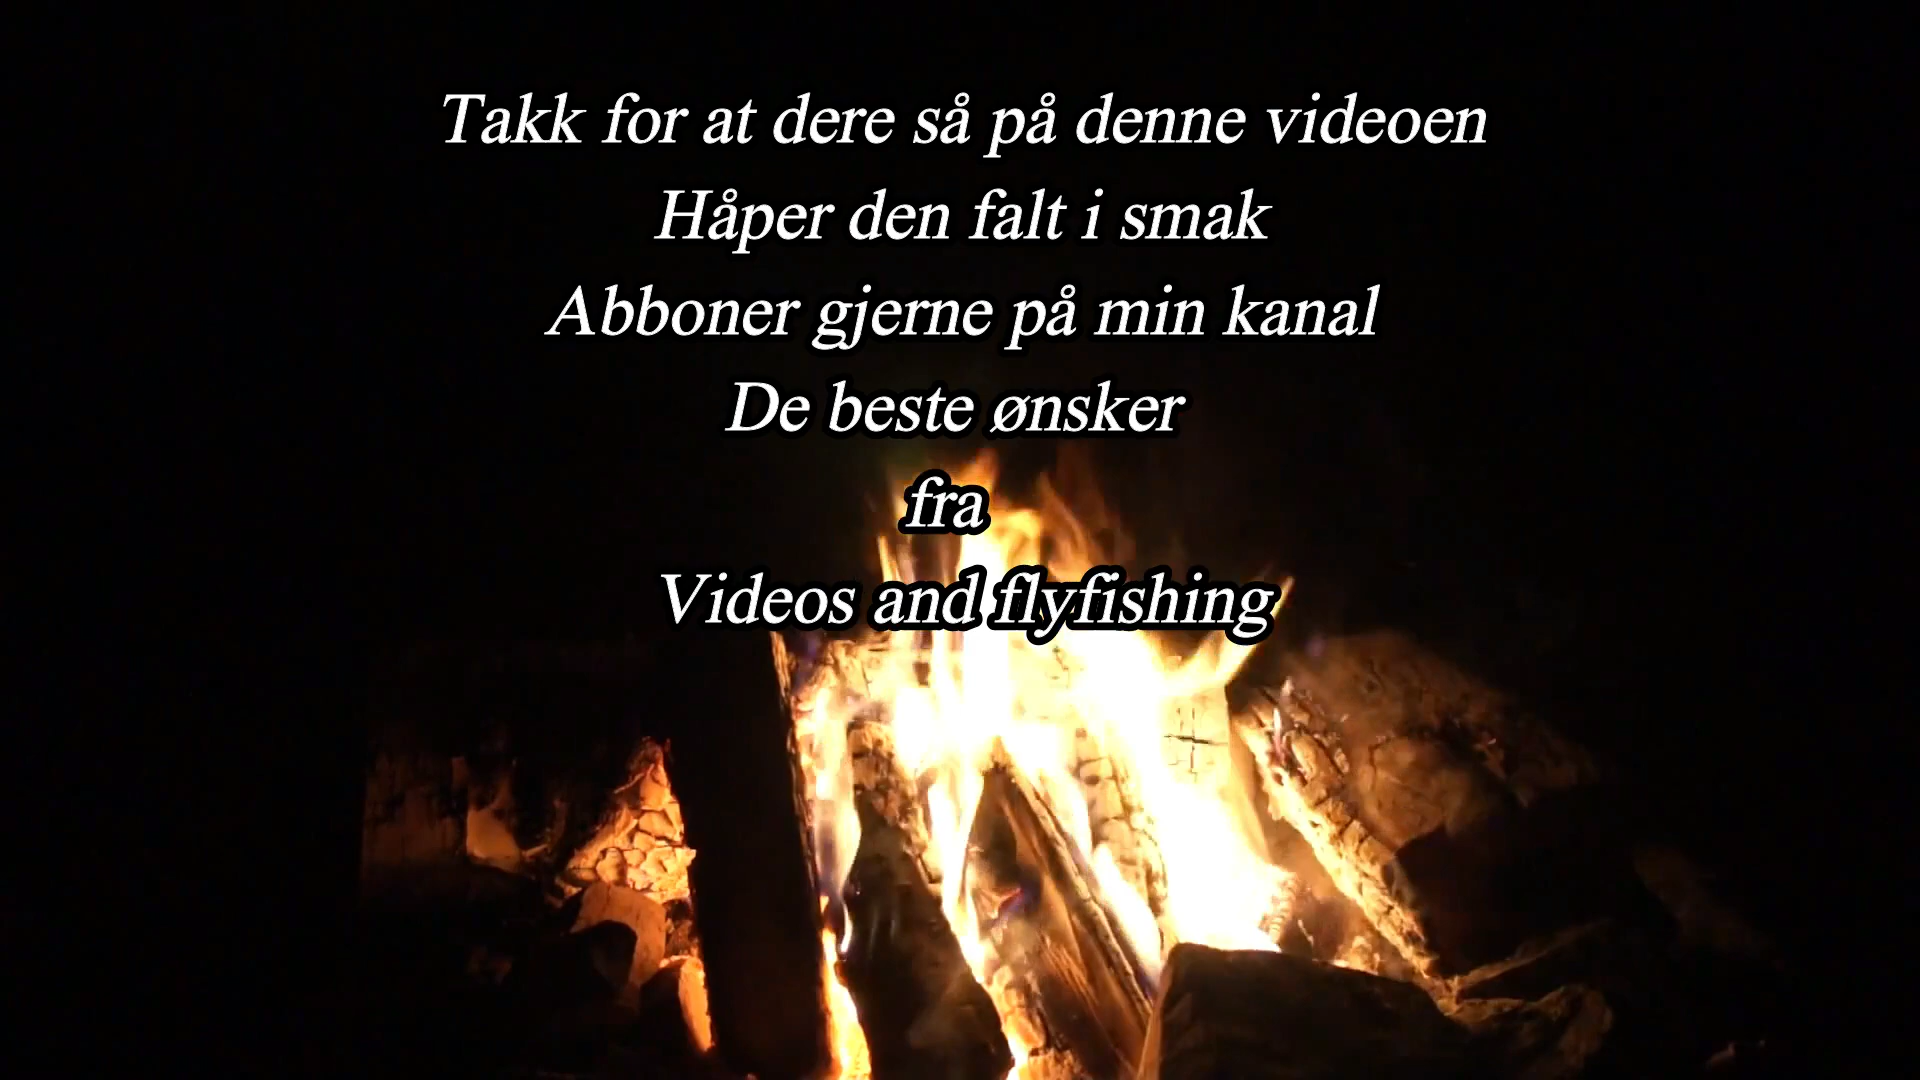 Takk for at dere så på denne videoen
Håper den falt i smak
Abboner gjerne på min kanal
De beste ønsker
fra
Videos and flyfishing